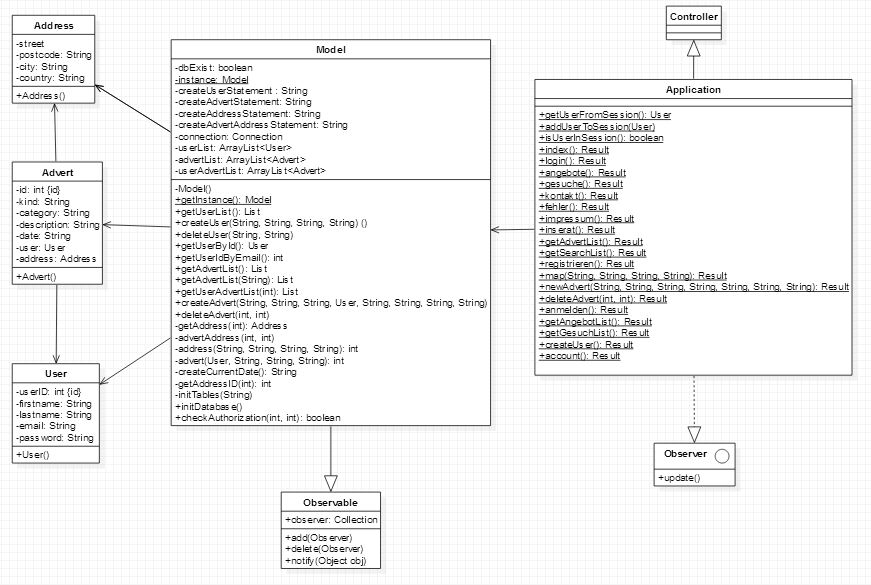 Address
-street
-postcode: String
-city: String
-country: String
+Address()
Advert
-id: int {id}
-kind: String
-category: String
-description: String
-date: String
-user: User
-address: Address
+Advert()
User
-userID: int {id}
-firstname: String
-lastname: String
-email: String
-password: String
+User()
Model
-dbExist: boolean
-instance: Model
-createUserStatement : String
-createAdvertStatement: String
-createAddressStatement: String
-createAdvertAddressStatement: String
-connection: Connection
-userList: ArrayList<User>
-advertList: ArrayList<Advert>
-userAdvertList: ArrayList<Advert>
-Model()
+getInstance(): Model
+getUserList(): List
+createUser(String, String, String, String) ()
+deleteUser(String, String)
+getUserById(): User
+getUserIdByEmail(): int
+getAdvertList(): List
+getAdvertList(String): List
+getUserAdvertList(int): List
+createAdvert(String, String, String, User, String, String, String, String)
+deleteAdvert(int, int)
-getAddress(int): Address
-advertAddress(int, int)
-address(String, String, String, String): int
-advert(User, String, String, String): int
-createCurrentDate(): String
-getAddressID(int): int
-initTables(String)
+initDatabase()
+checkAuthorization(int, int): boolean
Observable
+observer: Collection
+add(Observer)
+delete(Observer)
+notify(Object obj)
Controller
Application
+getUserFromSession(): User
+addUserToSession(User)
+isUserInSession(): boolean
+index(): Result
+login(): Result
+angebote(): Result
+gesuche(): Result
+kontakt(): Result
+fehler(): Result
+impressum(): Result
+inserat(): Result
+getAdvertList(): Result
+getSearchList(): Result
+registrieren(): Result
+map(String, String, String, String): Result
+newAdvert(String, String, String, String, String, String, String): Result
+deleteAdvert(int, int): Result
+anmelden(): Result
+getAngebotList(): Result
+getGesuchList(): Result
+createUser(): Result
+account(): Result
Observer
+update()